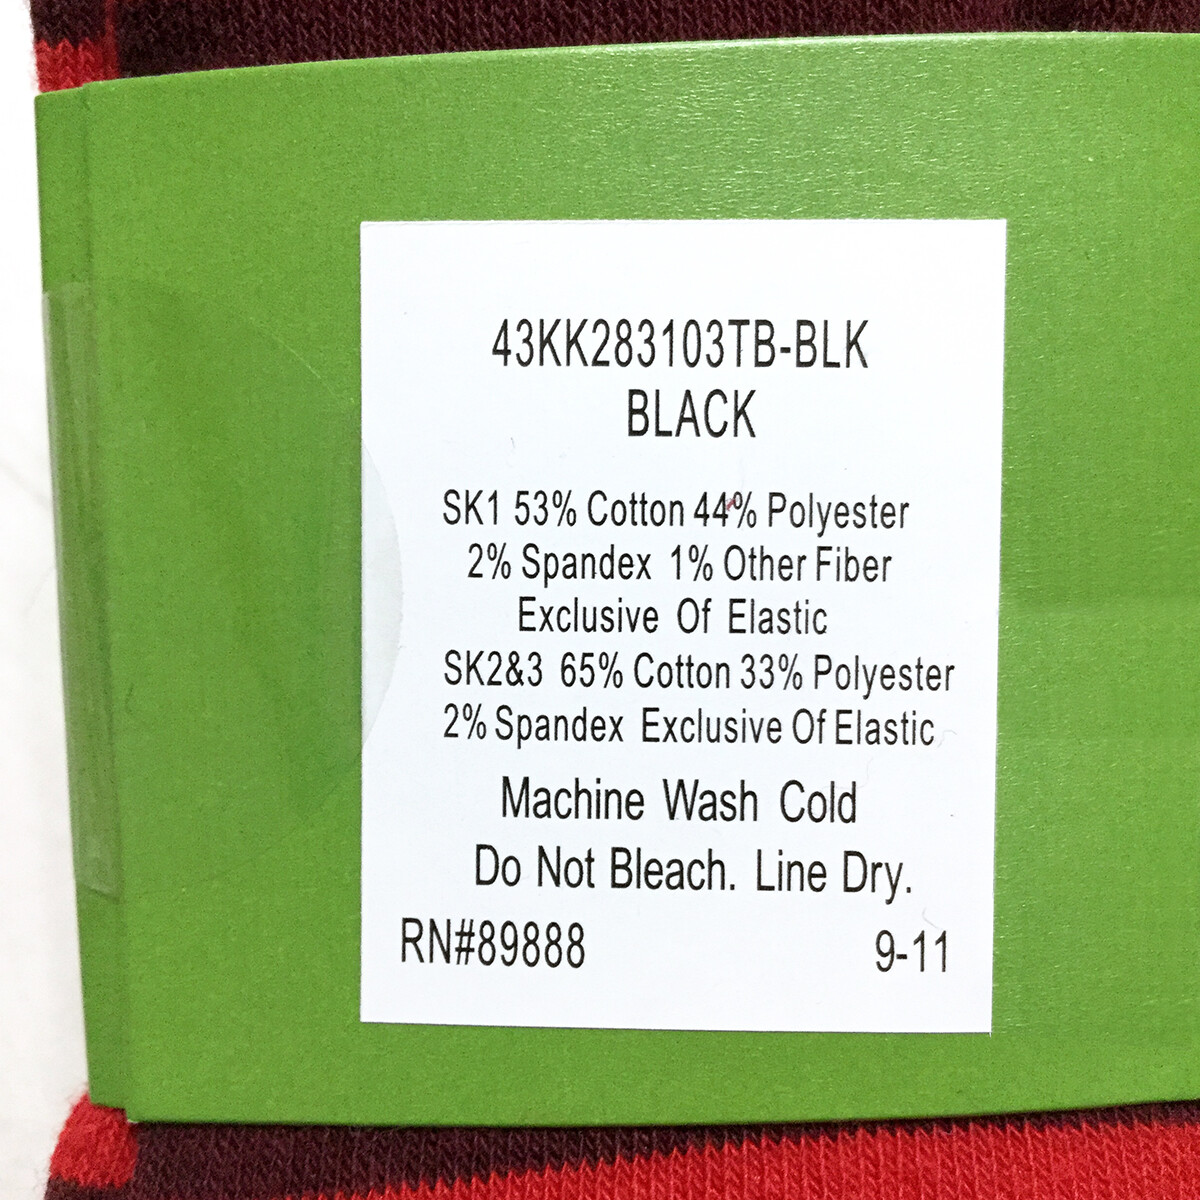 43KK283103TB-BLK
BLACK
SK1 53% Cotton 44% Polyester
2% Spandex 1% Other Fiber
Exclusive Of Elastic
SK2&3 65% Cotton 33% Polyester
2% Spandex Exclusive Of Elastic
Machine Wash Cold
Do Not Bleach. Line Dry.
RN#89888 9-11